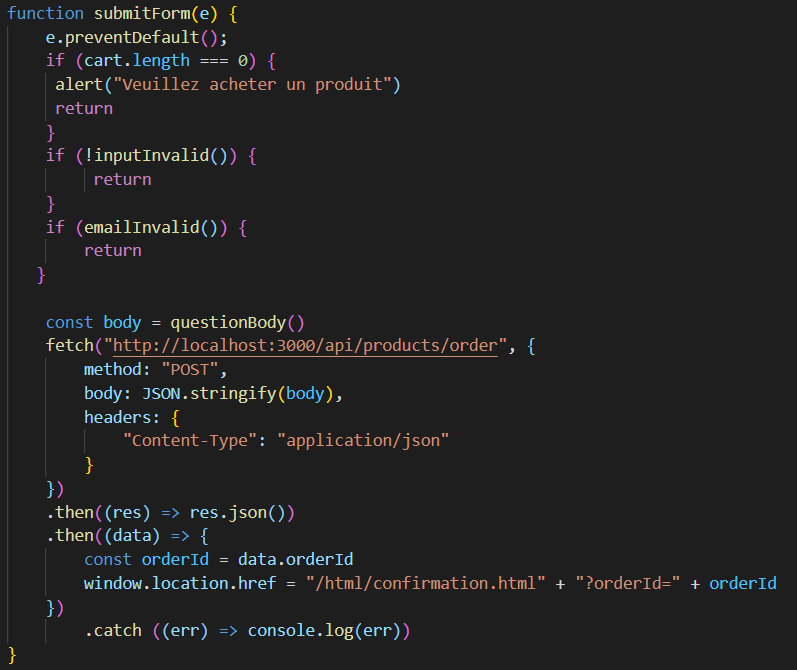 function submitForm(e) {
    e.preventDefault();
    if (cart.length === 0) {
     alert("Veuillez acheter un produit")
     return
    }
    if (!inputInvalid()) {
         return
    }
    if (emailInvalid()) {
        return
   }

    const body = questionBody()
    fetch("http://localhost:3000/api/products/order", {
        method: "POST",
        body: JSON.stringify(body),
        headers: {
            "Content-Type": "application/json"
        }
    })
    .then((res) => res.json())
    .then((data) => {
        const orderId = data.orderId
        window.location.href = "/html/confirmation.html" + "?orderId=" + orderId
    })
        .catch ((err) => console.log(err))
}